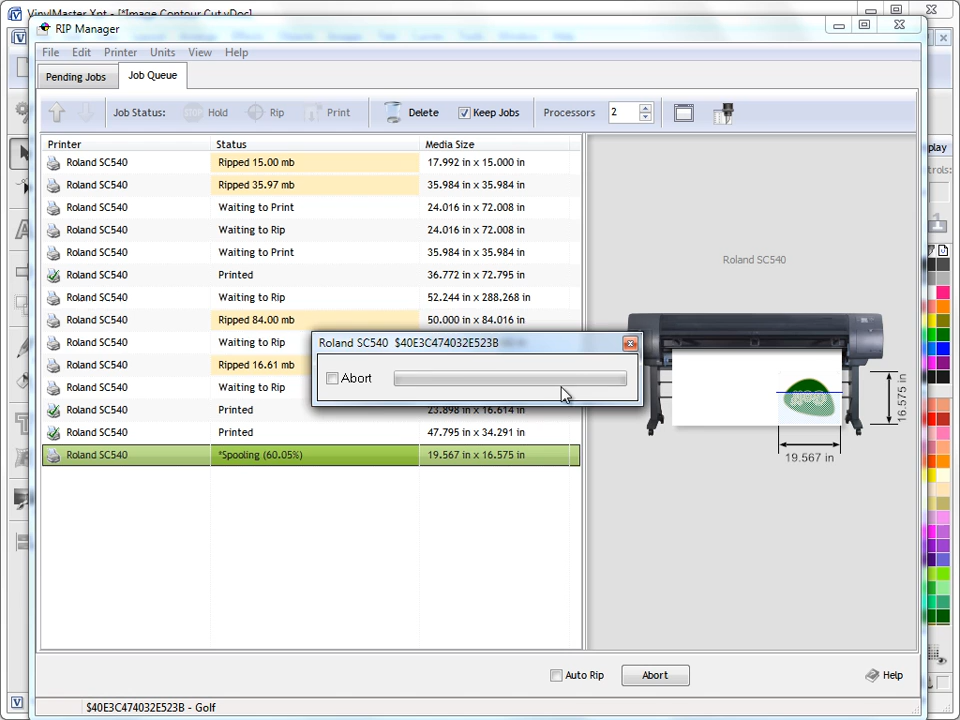 VinylMaster Xpt - [*Image Contour Cut.vDoc]
RIP Manager
File Edit Printer Units View Help
Pending Jobs Job Queue
Job Status: Hold Rip Print Delete Keep Jobs Processors 2
Printer Status Media Size
Roland SC540 Ripped 15.00 mb 17.992 in x 15.000 in
Roland SC540 Ripped 35.97 mb 35.984 in x 35.984 in
Roland SC540 Waiting to Print 24.016 in x 72.008 in
Roland SC540 Waiting to Rip 24.016 in x 72.008 in
Roland SC540 Waiting to Print 35.984 in x 35.984 in
Roland SC540 Printed 36.772 in x 72.795 in
Roland SC540 Waiting to Rip 52.244 in x 288.268 in
Roland SC540 Ripped 84.00 mb 50.000 in x 84.016 in
Roland SC540 Waiting to Rip
Roland SC540 Ripped 16.61 mb
Roland SC540 Waiting to Rip
Roland SC540 Printed 23.898 in x 16.614 in
Roland SC540 Printed 47.795 in x 34.291 in
Roland SC540 *Spooling (60.05%) 19.567 in x 16.575 in
Roland SC540 $40E3C474032E523B
Abort
Roland SC540
16.575 in
19.567 in
play
trols:
Auto Rip Abort Help
$40E3C474032E523B - Golf